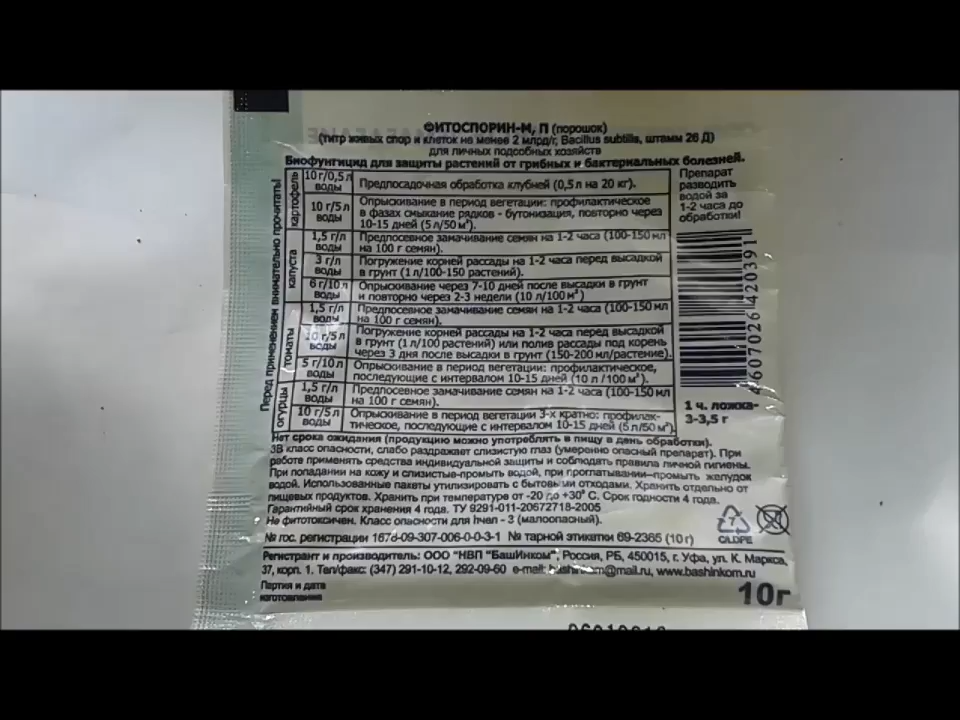 ФИТОСПОРИН-М, П (порошок)
(титр живых спор и клеток не менее 2 млрд/г, Bacillus subtilis, штамм 26 Д)
для личных подсобных хозяйств
Биофунгицид для защиты растений от грибных и бактериальных болезней.
Перед применением внимательно прочитать!
картофель
10 г/0,5 л воды
Предпосадочная обработка клубней (0,5 л на 20 кг).
10 г/5 л воды
Опрыскивание в период вегетации: профилактическое
в фазах смыкание рядков - бутонизация, повторно через
10-15 дней (5 л/50 м²).
капуста
1,5 г/л воды
Предпосевное замачивание семян на 1-2 часа (100-150 мл
на 100 г семян).
3 г/л воды
Погружение корней рассады на 1-2 часа перед высадкой
в грунт (1 л/100-150 растений).
6 г/10 л воды
Опрыскивание через 7-10 дней после высадки в грунт
и повторно через 2-3 недели (10 л/100 м²)
томаты
1,5 г/л воды
Предпосевное замачивание семян на 1-2 часа (100-150 мл
на 100 г семян).
10 г/5 л воды
Погружение корней рассады на 1-2 часа перед высадкой
в грунт (1 л/100 растений) или полив рассады под корень
через 3 дня после высадки в грунт (150-200 мл/растение).
5 г/10 л воды
Опрыскивание в период вегетации: профилактическое,
последующие с интервалом 10-15 дней (10 л/100 м²).
огурцы
1,5 г/л воды
Предпосевное замачивание семян на 1-2 часа (100-150 мл
на 100 г семян).
10 г/5 л воды
Опрыскивание в период вегетации 3-х кратно: профилак-
тическое, последующие с интервалом 10-15 дней (5 л/50 м²).
Препарат
разводить
водой за
1-2 часа до
обработки!
4607026420391
1 ч. ложка-
3-3,5 г
Нет срока ожидания (продукцию можно употреблять в пищу в день обработки).
3В класс опасности, слабо раздражает слизистую глаз (умеренно опасный препарат). При
работе применять средства индивидуальной защиты и соблюдать правила личной гигиены.
При попадании на кожу и слизистые-промыть водой, при проглатывании-промыть желудок
водой. Использованные пакеты утилизировать с бытовыми отходами. Хранить отдельно от
пищевых продуктов. Хранить при температуре от -20 до +30° С. Срок годности 4 года.
Гарантийный срок хранения 4 года. ТУ 9291-011-20672718-2005
Не фитотоксичен. Класс опасности для пчел - 3 (малоопасный).
C/LDPE
№ гос. регистрации 167d-09-307-006-0-0-3-1 № тарной этикетки 69-2365 (10 г)
Регистрант и производитель: ООО "НВП "БашИнком", Россия, РБ, 450015, г. Уфа, ул. К. Маркса,
37, корп. 1. Тел/факс: (347) 291-10-12, 292-09-60 e-mail: @mail.ru, www.bashinkom.ru
Партия и дата
изготовления
10г